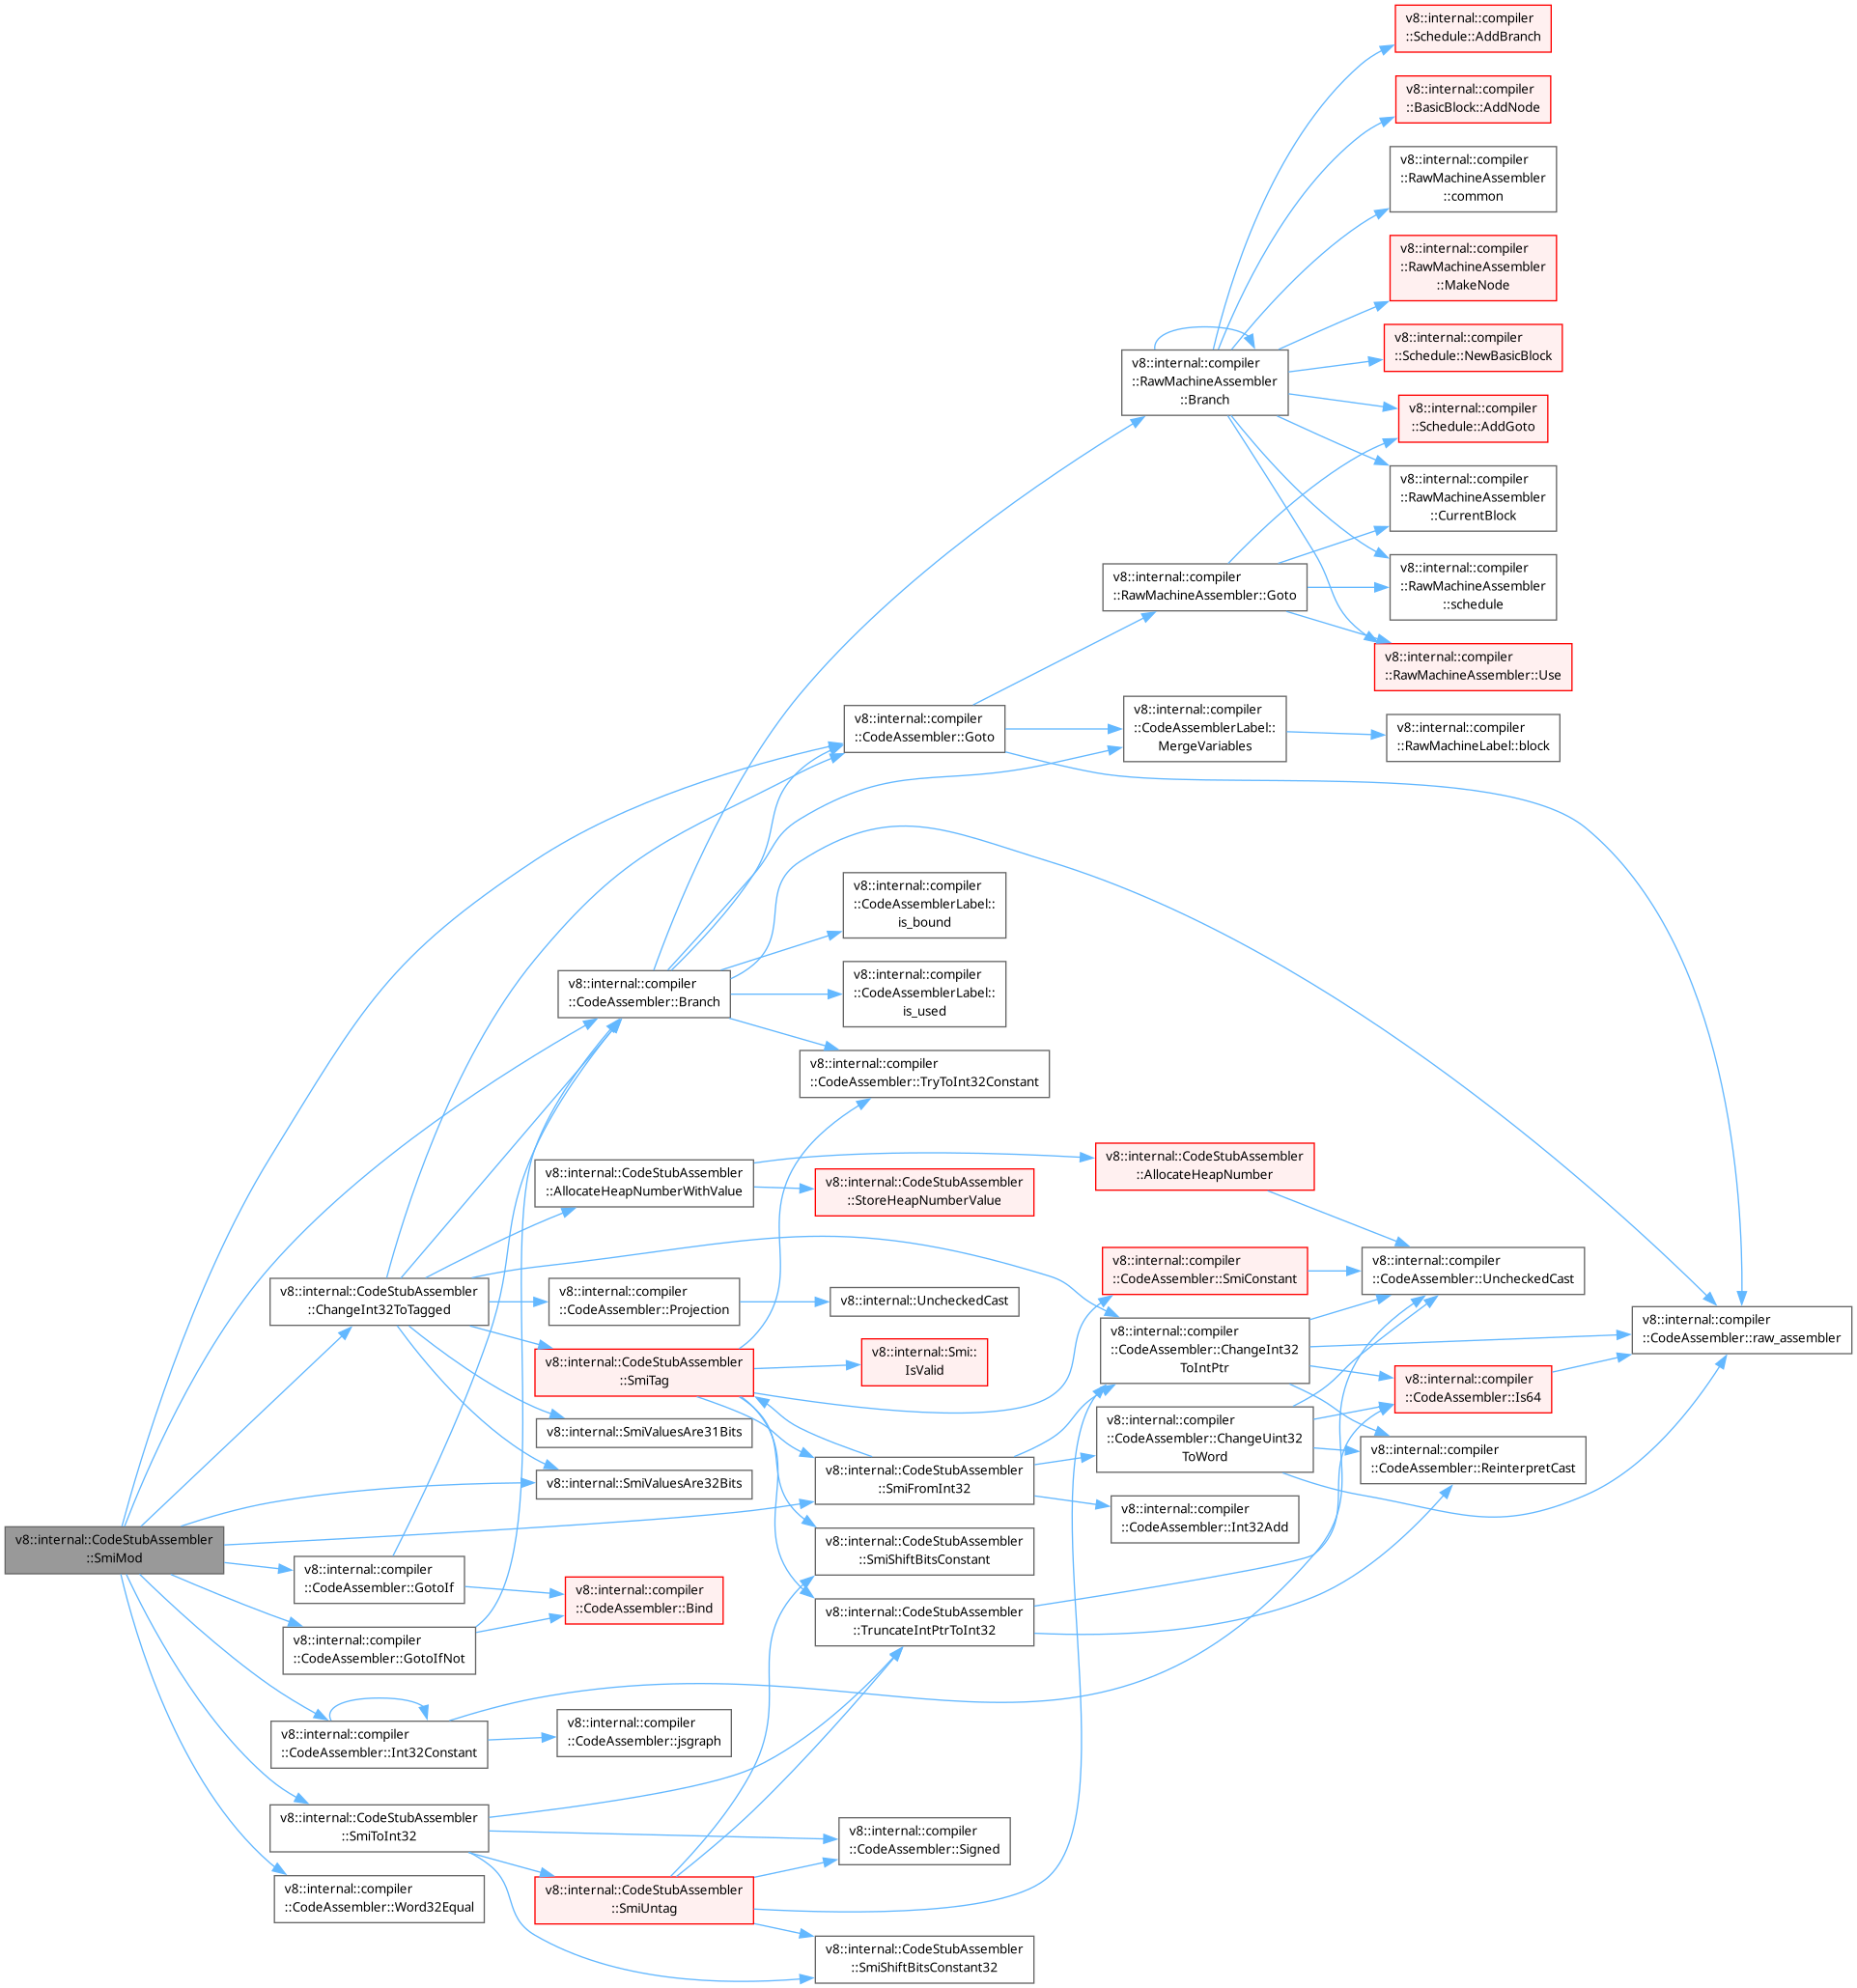 v8::internal::compiler
::Schedule::AddBranch
v8::internal::compiler
::BasicBlock::AddNode
v8::internal::compiler
::RawMachineAssembler
::common
v8::internal::compiler
::RawMachineAssembler
::MakeNode
v8::internal::compiler
::Schedule::NewBasicBlock
v8::internal::compiler
::RawMachineAssembler
::Branch
v8::internal::compiler
::Schedule::AddGoto
v8::internal::compiler
::RawMachineAssembler
::CurrentBlock
v8::internal::compiler
::RawMachineAssembler::Goto
v8::internal::compiler
::RawMachineAssembler
::schedule
v8::internal::compiler
::RawMachineAssembler::Use
v8::internal::compiler
::CodeAssembler::Goto
v8::internal::compiler
::CodeAssemblerLabel::
MergeVariables
v8::internal::compiler
::RawMachineLabel::block
v8::internal::compiler
::CodeAssemblerLabel::
is_bound
v8::internal::compiler
::CodeAssembler::Branch
v8::internal::compiler
::CodeAssemblerLabel::
is_used
v8::internal::compiler
::CodeAssembler::TryToInt32Constant
v8::internal::CodeStubAssembler
::AllocateHeapNumberWithValue
v8::internal::CodeStubAssembler
::StoreHeapNumberValue
v8::internal::CodeStubAssembler
::AllocateHeapNumber
v8::internal::CodeStubAssembler
::ChangeInt32ToTagged
v8::internal::compiler
::CodeAssembler::Projection
v8::internal::UncheckedCast
v8::internal::compiler
::CodeAssembler::SmiConstant
v8::internal::compiler
::CodeAssembler::UncheckedCast
v8::internal::CodeStubAssembler
::SmiTag
v8::internal::Smi::
IsValid
v8::internal::compiler
::CodeAssembler::ChangeInt32
ToIntPtr
v8::internal::compiler
::CodeAssembler::raw_assembler
v8::internal::compiler
::CodeAssembler::Is64
v8::internal::SmiValuesAre31Bits
v8::internal::compiler
::CodeAssembler::ChangeUint32
ToWord
v8::internal::compiler
::CodeAssembler::ReinterpretCast
v8::internal::SmiValuesAre32Bits
v8::internal::CodeStubAssembler
::SmiFromInt32
v8::internal::compiler
::CodeAssembler::Int32Add
v8::internal::CodeStubAssembler
::SmiMod
v8::internal::CodeStubAssembler
::SmiShiftBitsConstant
v8::internal::compiler
::CodeAssembler::GotoIf
v8::internal::compiler
::CodeAssembler::Bind
v8::internal::CodeStubAssembler
::TruncateIntPtrToInt32
v8::internal::compiler
::CodeAssembler::GotoIfNot
v8::internal::compiler
::CodeAssembler::Int32Constant
v8::internal::compiler
::CodeAssembler::jsgraph
v8::internal::CodeStubAssembler
::SmiToInt32
v8::internal::compiler
::CodeAssembler::Signed
v8::internal::compiler
::CodeAssembler::Word32Equal
v8::internal::CodeStubAssembler
::SmiUntag
v8::internal::CodeStubAssembler
::SmiShiftBitsConstant32